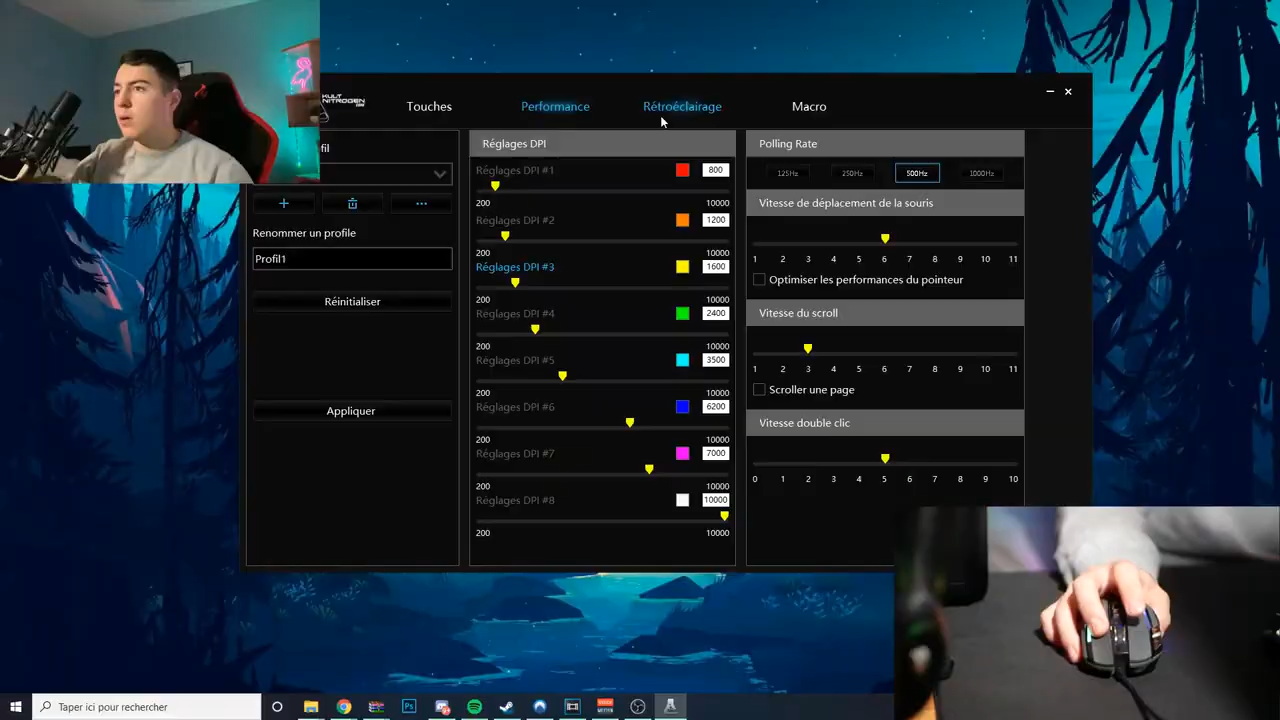 KULT
NITROGEN
Touches
Performance
Rétroéclairage
Macro
fil
+
...
Renommer un profile
Profil1
Réinitialiser
Appliquer
Réglages DPI
Réglages DPI #1
800
200
10000
Réglages DPI #2
1200
200
10000
Réglages DPI #3
1600
200
10000
Réglages DPI #4
2400
200
10000
Réglages DPI #5
3500
200
10000
Réglages DPI #6
6200
200
10000
Réglages DPI #7
7000
200
10000
Réglages DPI #8
10000
200
10000
Polling Rate
125Hz
250Hz
500Hz
1000Hz
Vitesse de déplacement de la souris
1 2 3 4 5 6 7 8 9 10 11
Optimiser les performances du pointeur
Vitesse du scroll
1 2 3 4 5 6 7 8 9 10 11
Scroller une page
Vitesse double clic
0 1 2 3 4 5 6 7 8 9 10
Taper ici pour rechercher
Ps